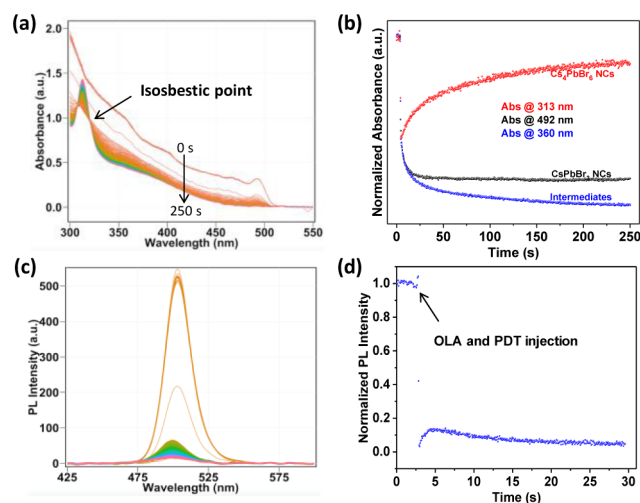 (a)
2.0
1.5
1.0
0.5
0.0
Absorbance (a.u.)
Isosbestic point
0 s
250 s
300
350
400
450
500
550
Wavelength (nm)
(b)
Normalized Absorbance (a.u.)
Cs₄PbBr₆ NCs
Abs @ 313 nm
Abs @ 492 nm
Abs @ 360 nm
CsPbBr₃ NCs
Intermediates
0
50
100
150
200
250
Time (s)
(c)
500
400
300
200
100
0
PL Intensity (a.u.)
425
475
525
575
Wavelength (nm)
(d)
1.0
0.8
0.6
0.4
0.2
0.0
Normalized PL Intensity
OLA and PDT injection
0
5
10
15
20
25
30
Time (s)